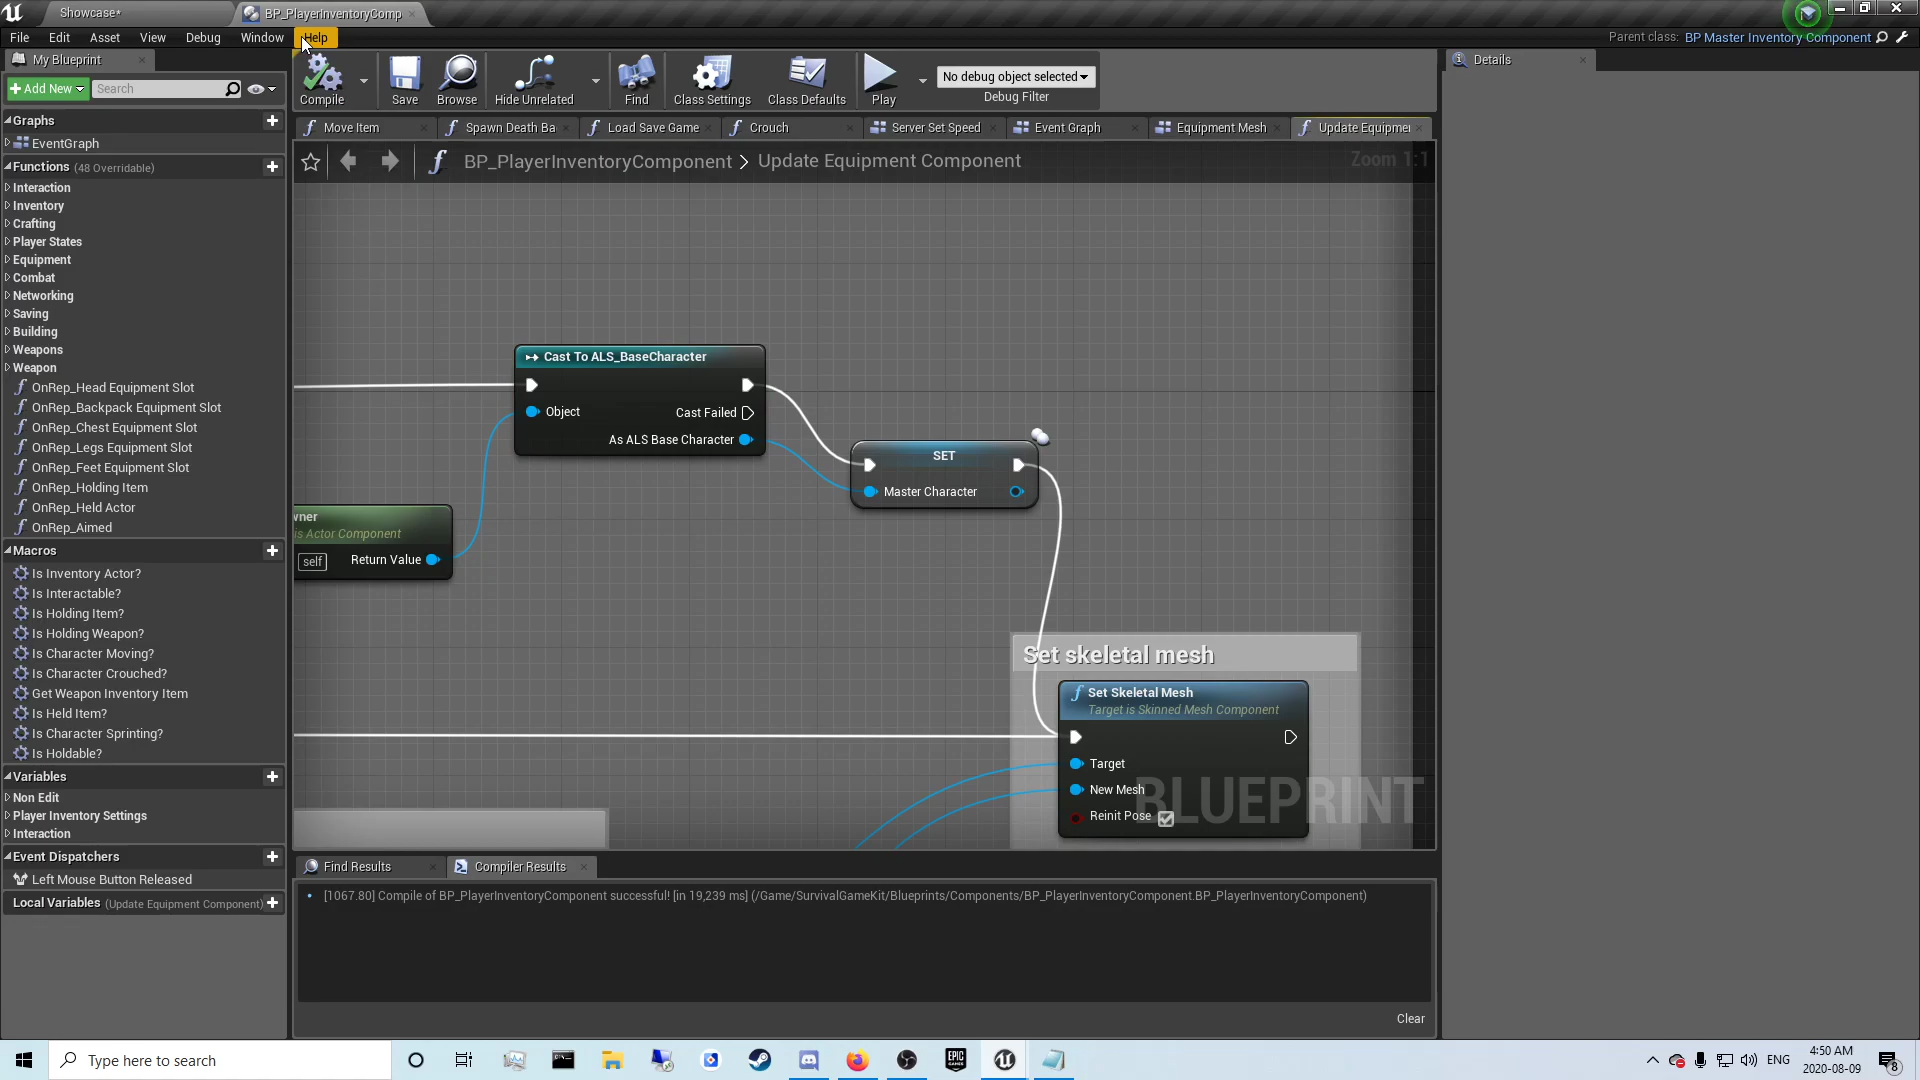 Showcase*
BP_PlayerInventoryComp
File Edit Asset View Debug Window Help
Parent class: BP Master Inventory Component
My Blueprint
Details
Add New
Search
Compile
Save
Browse
Hide Unrelated
Find
Class Settings
Class Defaults
Play
No debug object selected
Debug Filter
Graphs
EventGraph
Functions (48 Overridable)
Interaction
Inventory
Crafting
Player States
Equipment
Combat
Networking
Saving
Building
Weapons
Weapon
OnRep_Head Equipment Slot
OnRep_Backpack Equipment Slot
OnRep_Chest Equipment Slot
OnRep_Legs Equipment Slot
OnRep_Feet Equipment Slot
OnRep_Holding Item
OnRep_Held Actor
OnRep_Aimed
Macros
Is Inventory Actor?
Is Interactable?
Is Holding Item?
Is Holding Weapon?
Is Character Moving?
Is Character Crouched?
Get Weapon Inventory Item
Is Held Item?
Is Character Sprinting?
Is Holdable?
Variables
Non Edit
Player Inventory Settings
Interaction
Event Dispatchers
Left Mouse Button Released
Local Variables (Update Equipment Component)
Move Item
Spawn Death Ba
Load Save Game
Crouch
Server Set Speed
Event Graph
Equipment Mesh
Update Equipme
BP_PlayerInventoryComponent > Update Equipment Component
Zoom 1:1
Cast To ALS_BaseCharacter
Object
Cast Failed
As ALS Base Character
SET
Master Character
wner
is Actor Component
self
Return Value
Set skeletal mesh
Set Skeletal Mesh
Target is Skinned Mesh Component
Target
New Mesh
Reinit Pose
BLUEPRINT
Find Results
Compiler Results
[1067.80] Compile of BP_PlayerInventoryComponent successful! [in 19,239 ms] (/Game/SurvivalGameKit/Blueprints/Components/BP_PlayerInventoryComponent.BP_PlayerInventoryComponent)
Clear
Type here to search
EPIC
GAMES
ENG
4:50 AM
2020-08-09
8